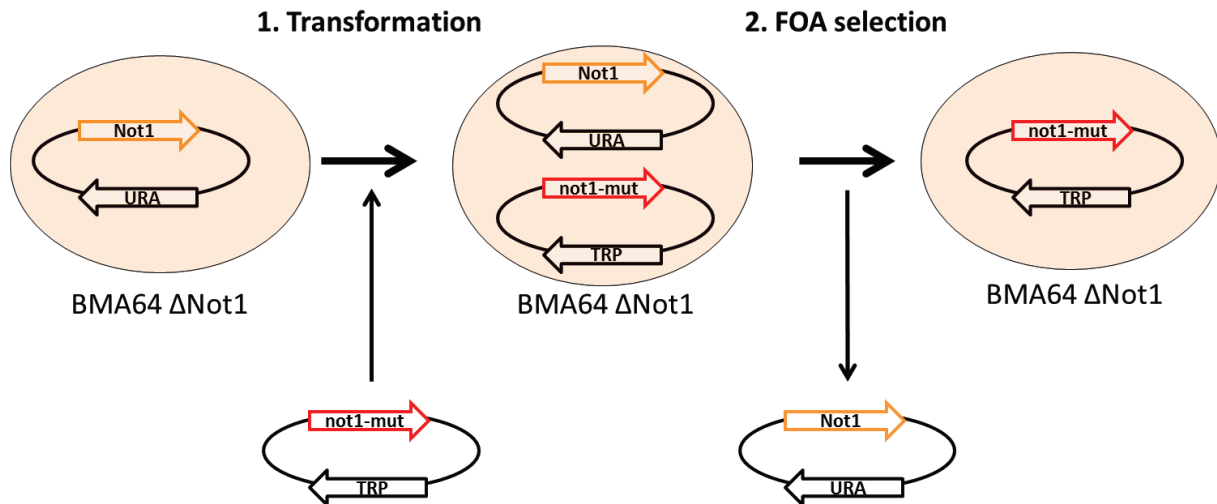 1. Transformation
2. FOA selection
Not1
URA
BMA64 ΔNot1
Not1
URA
not1-mut
TRP
BMA64 ΔNot1
not1-mut
TRP
BMA64 ΔNot1
not1-mut
TRP
Not1
URA